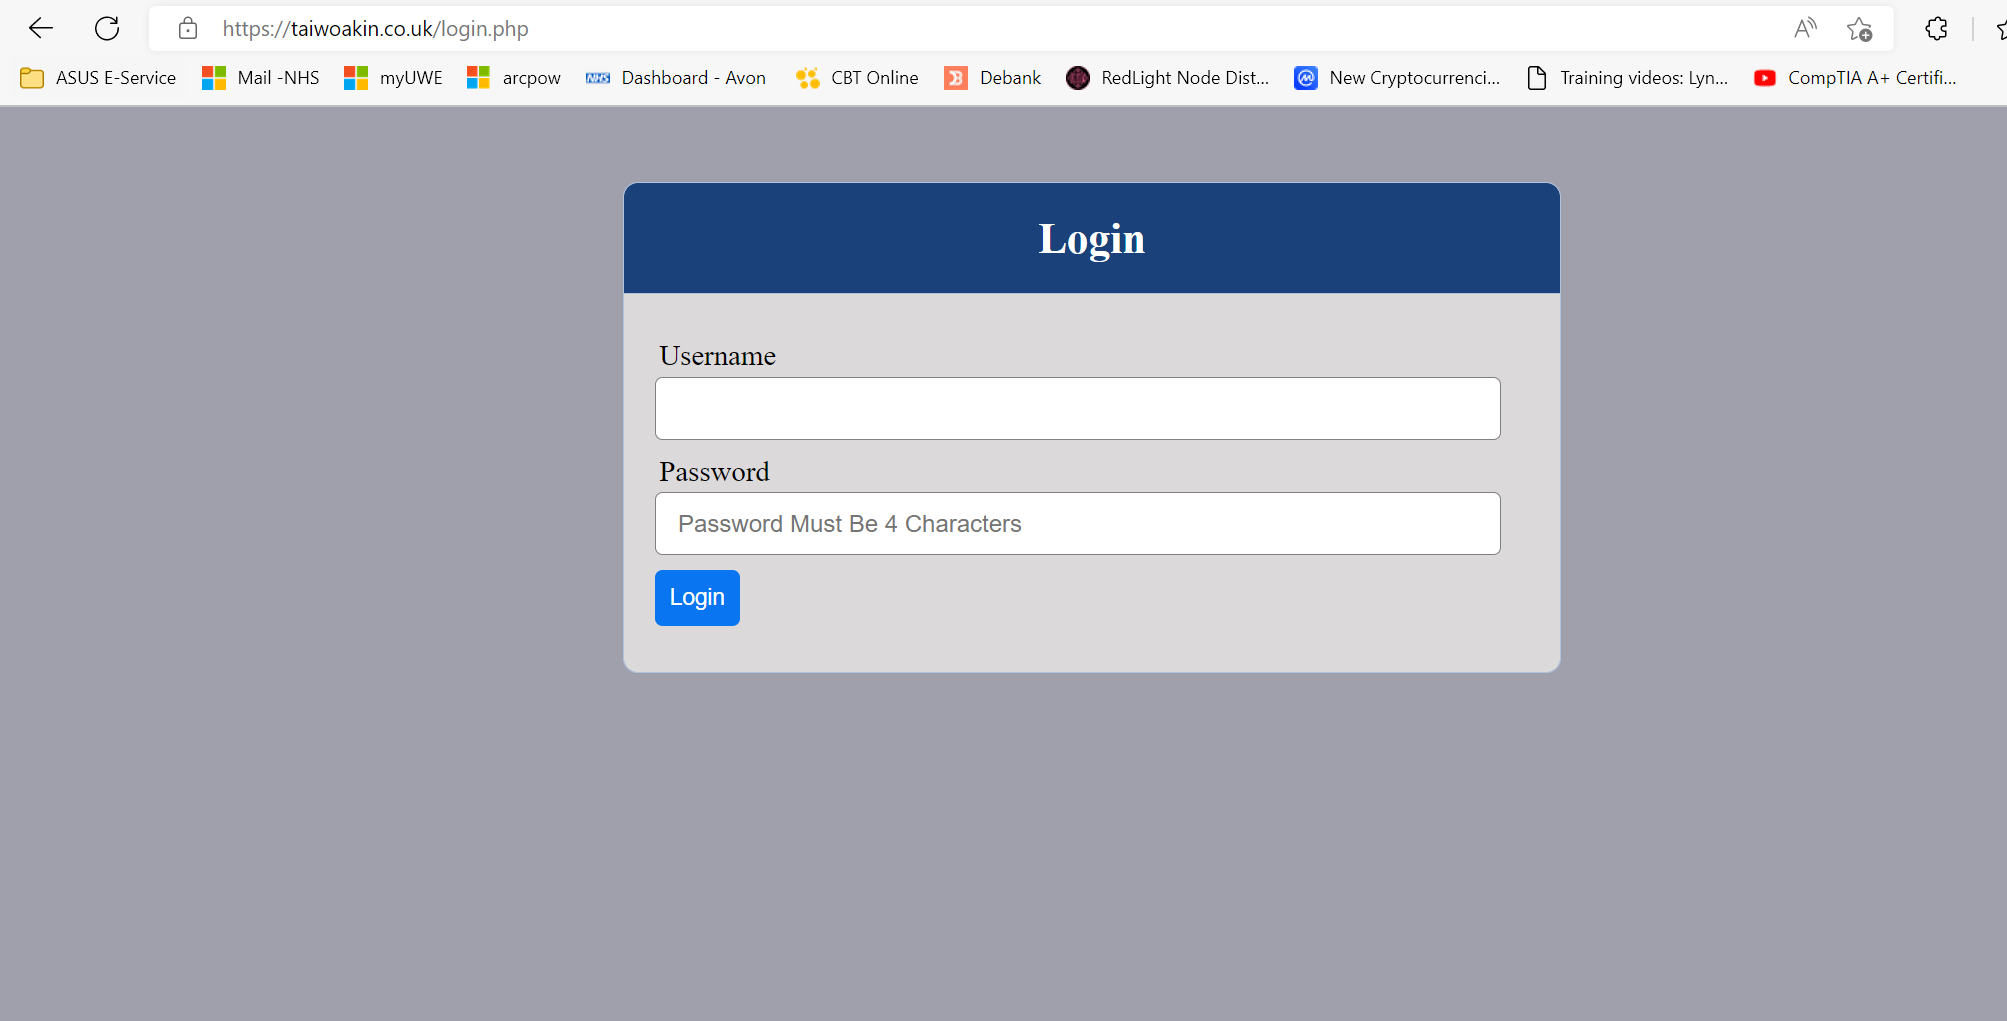 https://taiwoakin.co.uk/login.php
ASUS E-Service Mail -NHS myUWE arcpow NHS Dashboard - Avon CBT Online Debank RedLight Node Dist... New Cryptocurrenci... Training videos: Lyn... CompTIA A+ Certifi...
Login
Username
Password
Password Must Be 4 Characters
Login